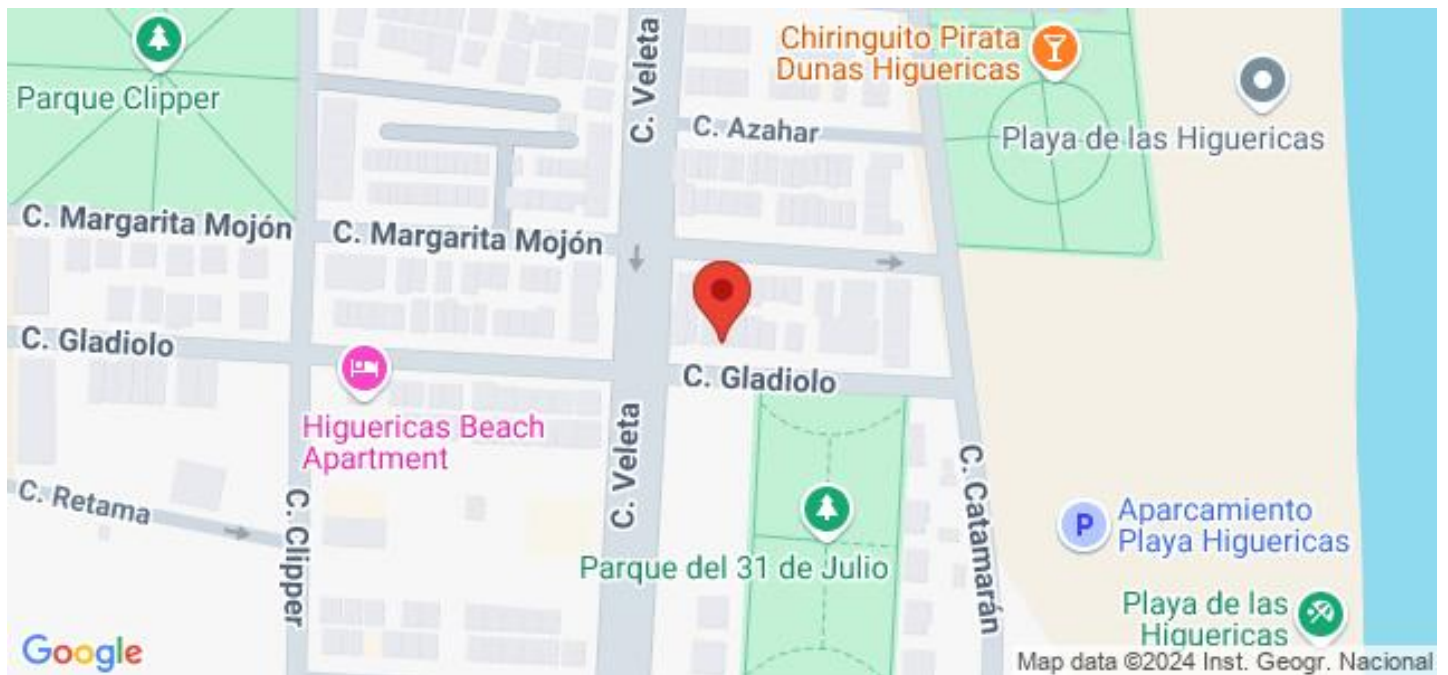 Chiringuito Pirata
Dunas Higuericas
C. Veleta
Parque Clipper
C. Azahar
Playa de las Higuericas
C. Margarita Mojón
C. Margarita Mojón
C. Gladiolo
C. Gladiolo
Higuericas Beach
Apartment
C. Veleta
C. Retama
C. Clipper
C. Catamarán
P
Aparcamiento
Playa Higuericas
Parque del 31 de Julio
Playa de las
Higuericas
Google
Map data ©2024 Inst. Geogr. Nacional